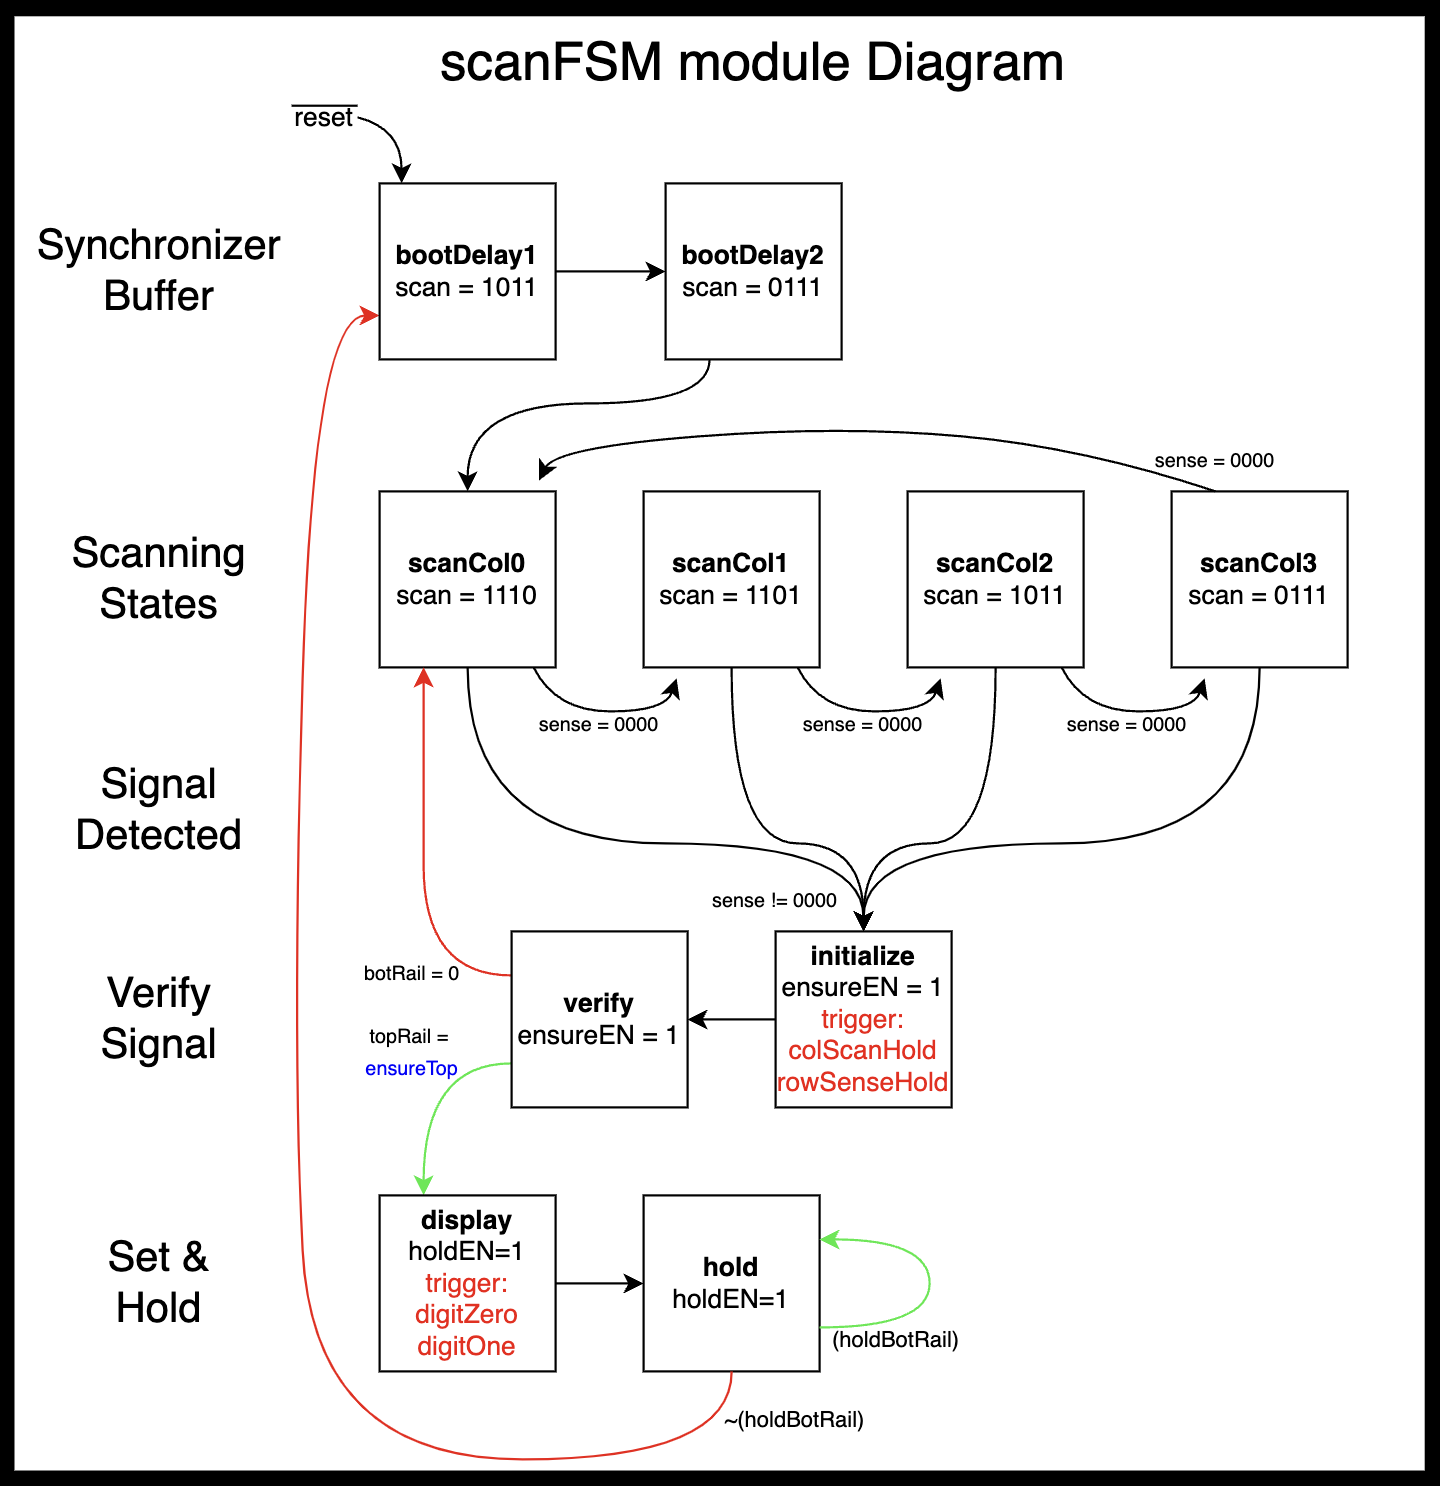 scanFSM module Diagram
reset
Synchronizer
Buffer
bootDelay1
scan = 1011
bootDelay2
scan = 0111
Scanning
States
sense = 0000
scanCol0
scan = 1110
scanCol1
scan = 1101
scanCol2
scan = 1011
scanCol3
scan = 0111
sense = 0000
sense = 0000
sense = 0000
Signal
Detected
sense != 0000
Verify
Signal
botRail = 0
topRail =
ensureTop
verify
ensureEN = 1
initialize
ensureEN = 1
trigger:
colScanHold
rowSenseHold
Set &
Hold
display
holdEN=1
trigger:
digitZero
digitOne
hold
holdEN=1
(holdBotRail)
~(holdBotRail)